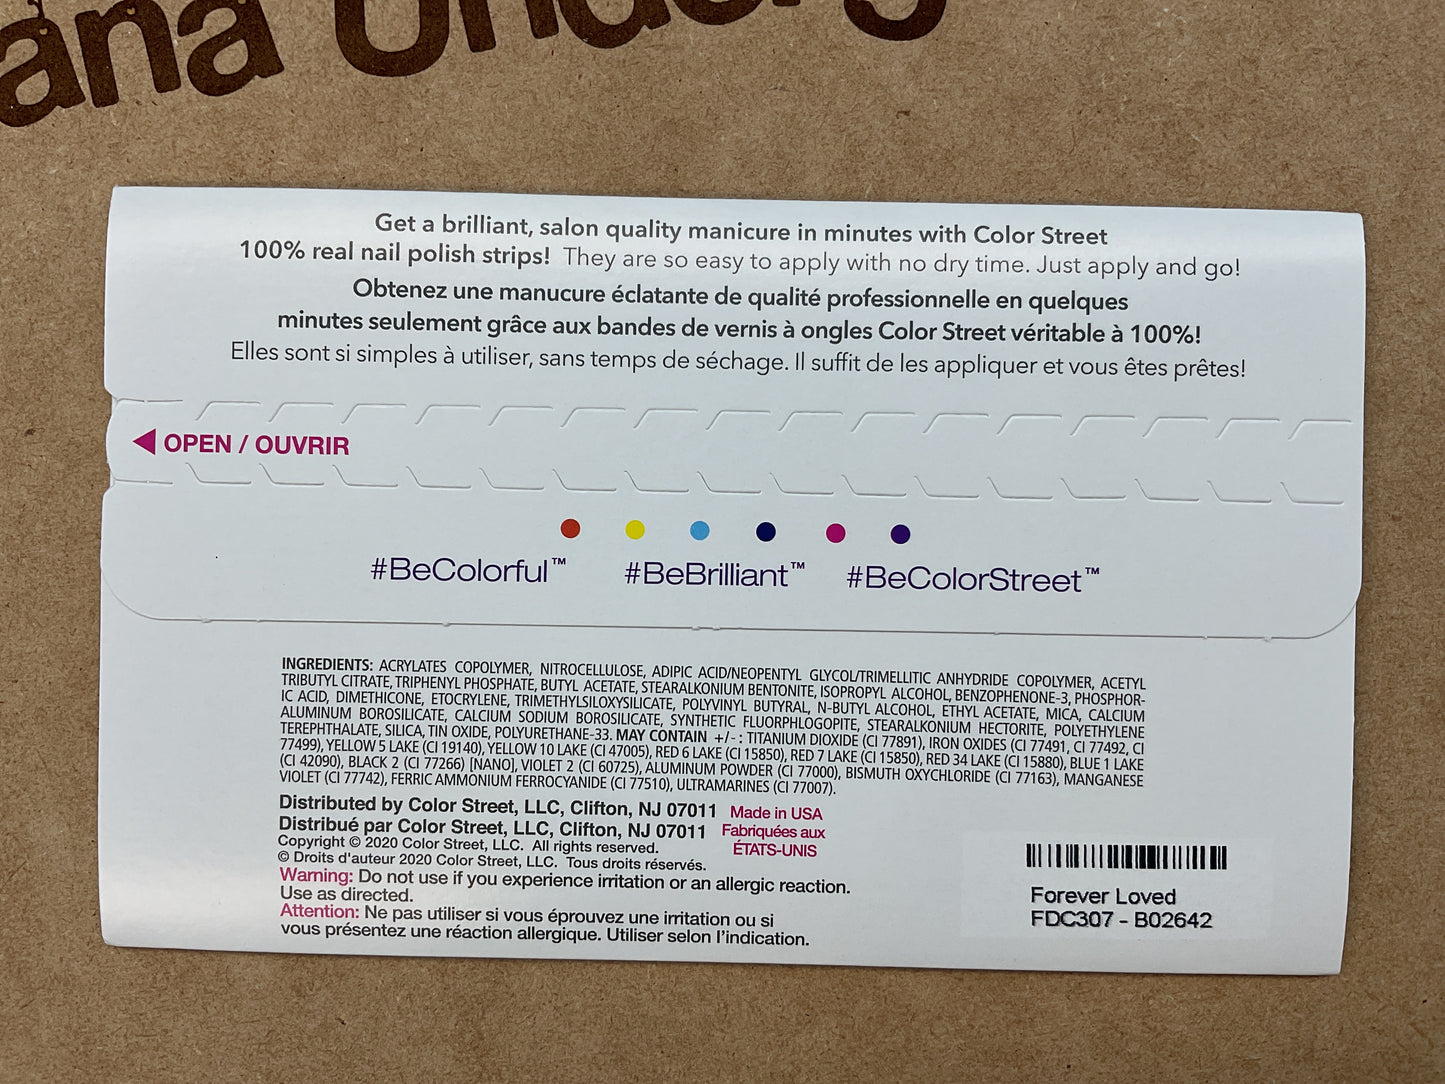 ana Underg
Get a brilliant, salon quality manicure in minutes with Color Street
100% real nail polish strips! They are so easy to apply with no dry time. Just apply and go!
Obtenez une manucure éclatante de qualité professionnelle en quelques
minutes seulement grâce aux bandes de vernis à ongles Color Street véritable à 100%!
Elles sont si simples à utiliser, sans temps de séchage. Il suffit de les appliquer et vous êtes prêtes!
OPEN / OUVRIR
#BeColorful™ #BeBrilliant™ #BeColorStreet™
INGREDIENTS: ACRYLATES COPOLYMER, NITROCELLULOSE, ADIPIC ACID/NEOPENTYL GLYCOL/TRIMELLITIC ANHYDRIDE COPOLYMER, ACETYL
TRIBUTYL CITRATE, TRIPHENYL PHOSPHATE, BUTYL ACETATE, STEARALKONIUM BENTONITE, ISOPROPYL ALCOHOL, BENZOPHENONE-3, PHOSPHOR-
IC ACID, DIMETHICONE, ETOCRYLENE, TRIMETHYLSILOXYSILICATE, POLYVINYL BUTYRAL, N-BUTYL ALCOHOL, ETHYL ACETATE, MICA, CALCIUM
ALUMINUM BOROSILICATE, CALCIUM SODIUM BOROSILICATE, SYNTHETIC FLUORPHLOGOPITE, STEARALKONIUM HECTORITE, POLYETHYLENE
TEREPHTHALATE, SILICA, TIN OXIDE, POLYURETHANE-33. MAY CONTAIN +/- : TITANIUM DIOXIDE (CI 77891), IRON OXIDES (CI 77491, CI 77492, CI
77499), YELLOW 5 LAKE (CI 19140), YELLOW 10 LAKE (CI 47005), RED 6 LAKE (CI 15850), RED 7 LAKE (CI 15850), RED 34 LAKE (CI 15880), BLUE 1 LAKE
(CI 42090), BLACK 2 (CI 77266) [NANO], VIOLET 2 (CI 60725), ALUMINUM POWDER (CI 77000), BISMUTH OXYCHLORIDE (CI 77163), MANGANESE
VIOLET (CI 77742), FERRIC AMMONIUM FERROCYANIDE (CI 77510), ULTRAMARINES (CI 77007).
Distributed by Color Street, LLC, Clifton, NJ 07011 Made in USA
Distribué par Color Street, LLC, Clifton, NJ 07011 Fabriquées aux
ÉTATS-UNIS
Copyright © 2020 Color Street, LLC. All rights reserved.
© Droits d'auteur 2020 Color Street, LLC. Tous droits réservés.
Warning: Do not use if you experience irritation or an allergic reaction.
Use as directed.
Attention: Ne pas utiliser si vous éprouvez une irritation ou si
vous présentez une réaction allergique. Utiliser selon l'indication.
Forever Loved
FDC307 - B02642